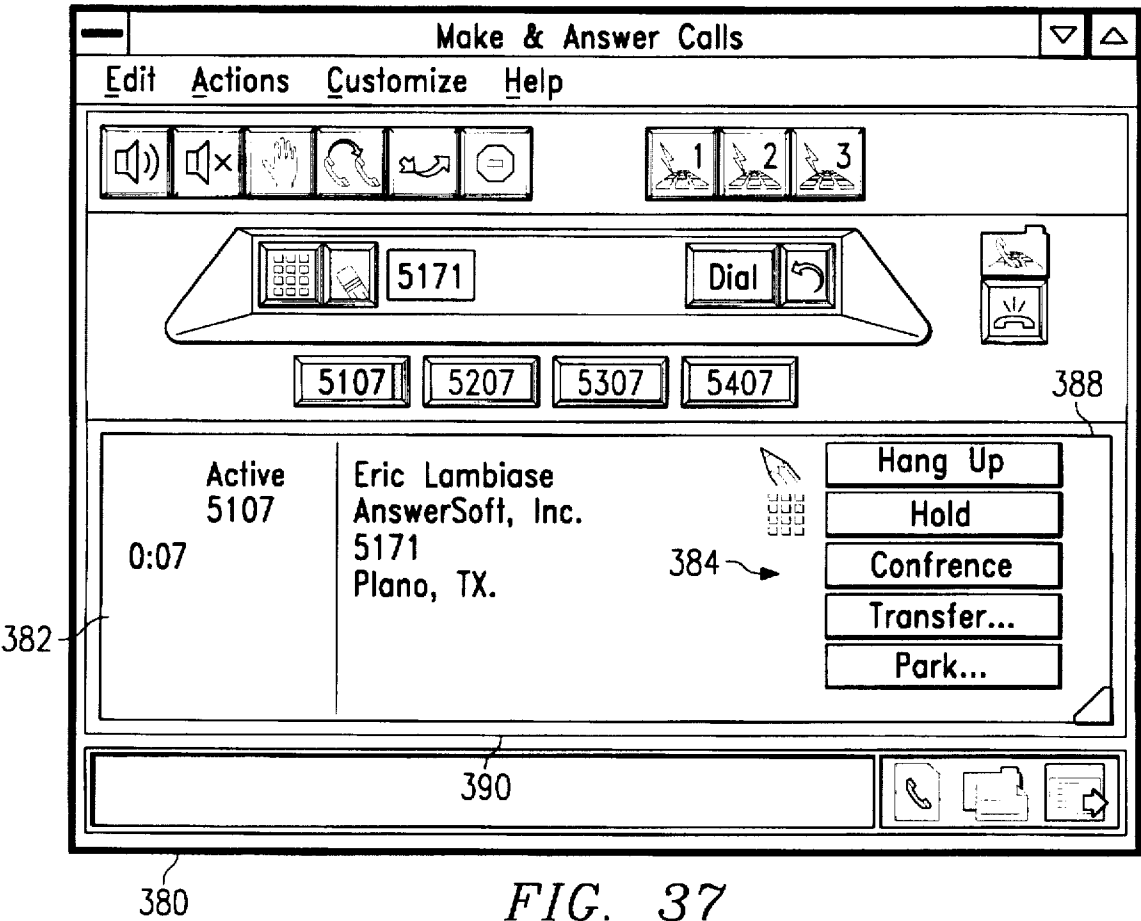 Make & Answer Calls
Edit Actions Customize Help
1 2 3
5171 Dial
5107 5207 5307 5407
388
Active
5107
0:07
Eric Lambiase
AnswerSoft, Inc.
5171
Plano, TX.
384
Hang Up
Hold
Confrence
Transfer...
Park...
382
390
380
FIG. 37